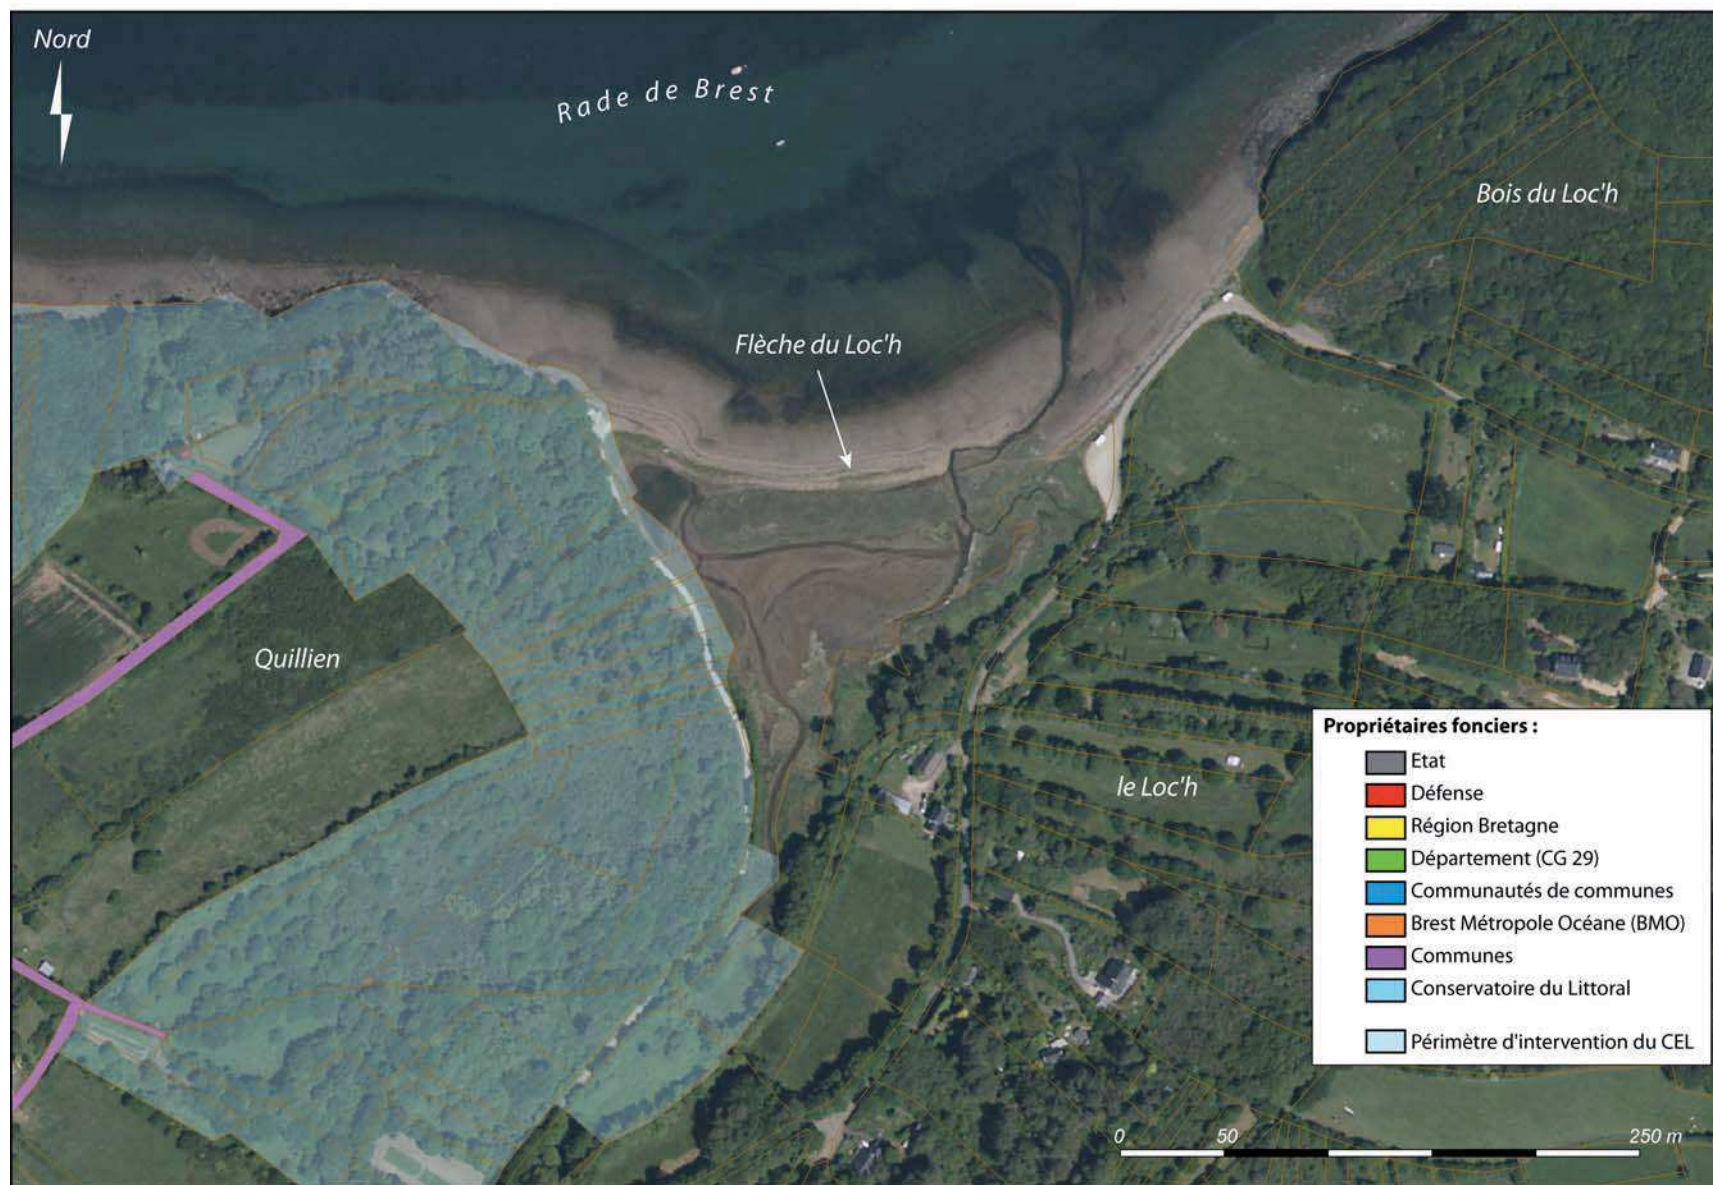 Nord
Rade de Brest
Bois du Loc'h
Flèche du Loc'h
Quillien
le Loc'h
Propriétaires fonciers :
Etat
Défense
Région Bretagne
Département (CG 29)
Communautés de communes
Brest Métropole Océane (BMO)
Communes
Conservatoire du Littoral
Périmètre d'intervention du CEL
0 50 250 m